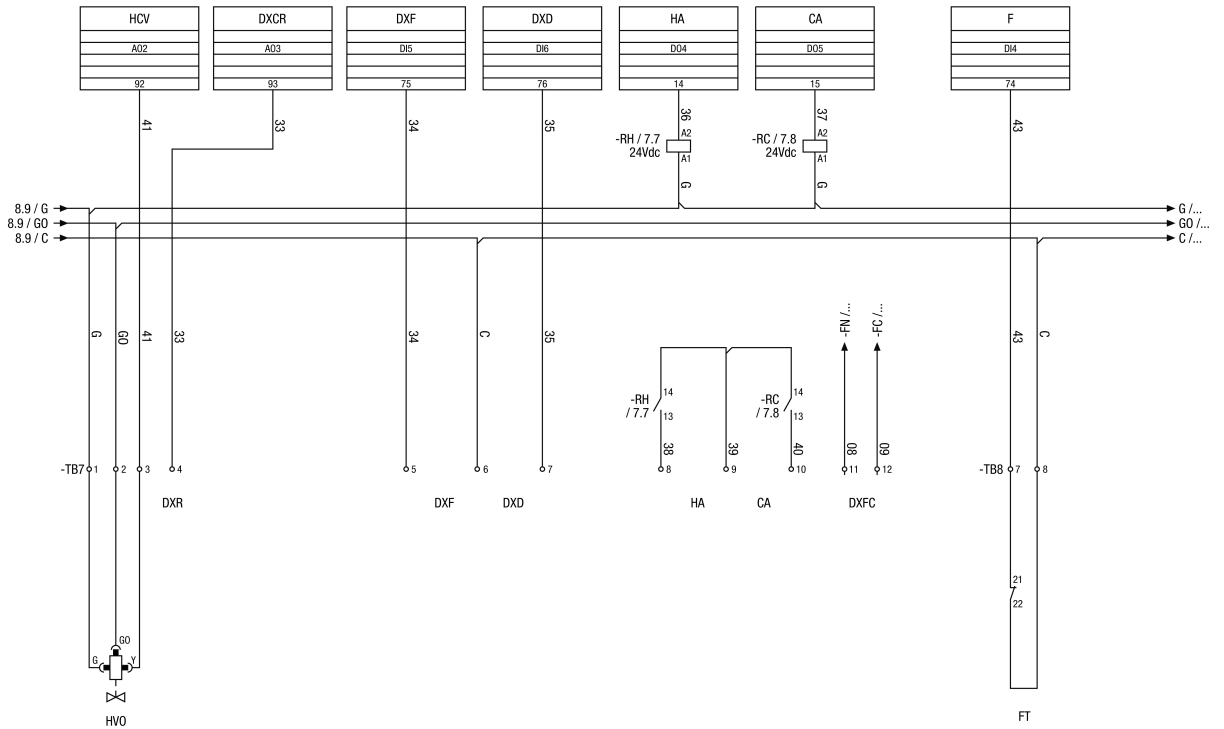 HCV DXCR DXF DXD HA CA F
AO2 AO3 DI5 DI6 DO4 DO5 DI4
92 93 75 76 14 15 74
41 33 34 35 36 37 43
-RH / 7.7 A2 -RC / 7.8 A2
24Vdc A1 24Vdc A1
G G
8.9 / G G /...
8.9 / GO GO /...
8.9 / C C /...
-FN /... -FC /...
G GO 41 33 34 C 35 43 C
-RH 14 -RC 14
/ 7.7 13 / 7.8 13
38 39 40 08 09
-TB7 1 2 3 4 5 6 7 8 9 10 11 12 -TB8 7 8
DXR DXF DXD HA CA DXFC
21
22
GO
G Y
HVO FT